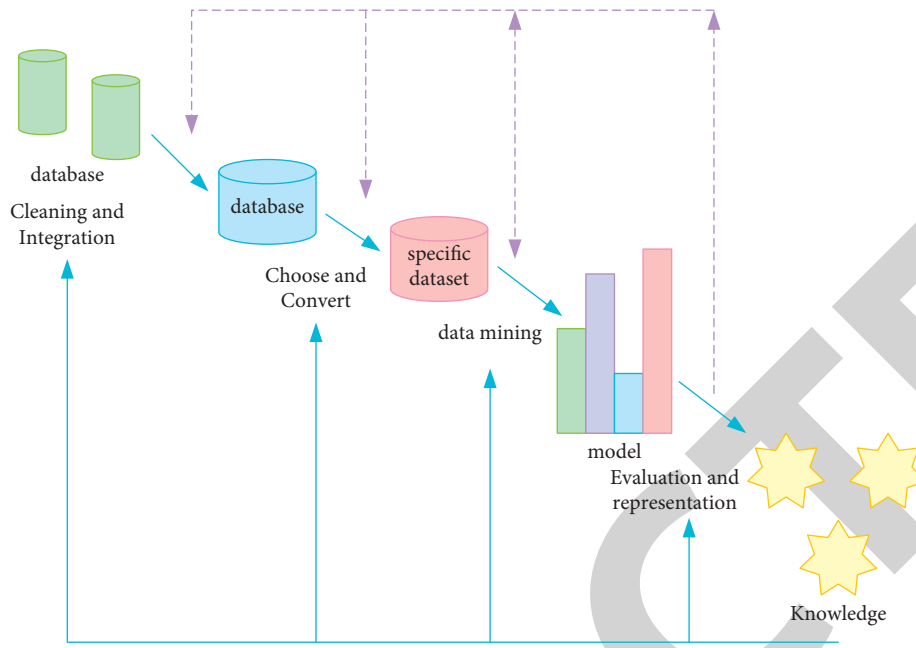 database
Cleaning and
Integration
database
Choose and
Convert
specific
dataset
data mining
model
Evaluation and
representation
Knowledge